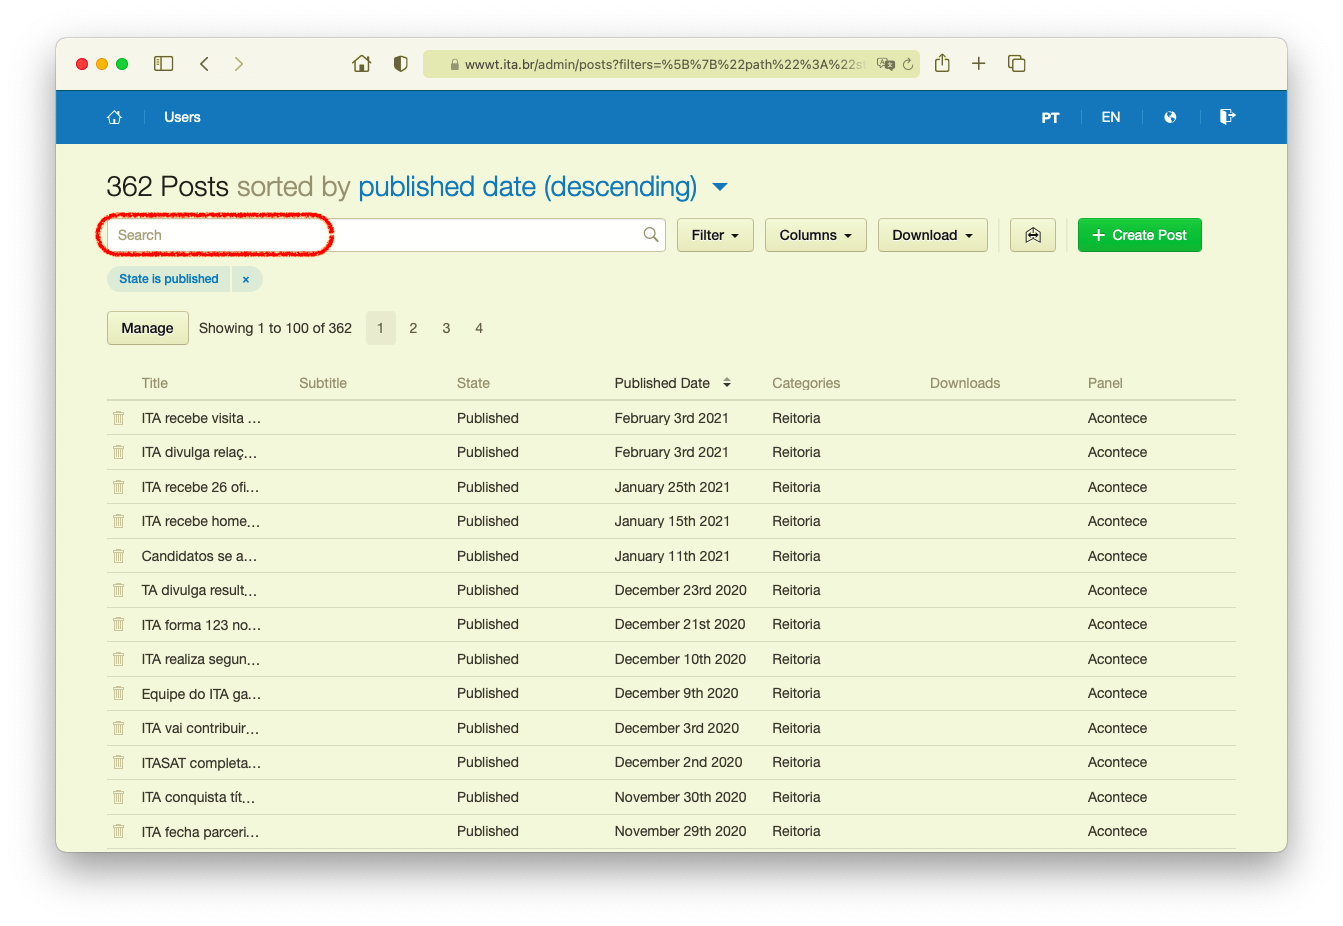 wwwt.ita.br/admin/posts?filters=%5B%7B%22path%22%3A%22st
Users PT EN
362 Posts sorted by published date (descending)
Search Filter Columns Download + Create Post
State is published ×
Manage Showing 1 to 100 of 362 1 2 3 4
Title Subtitle State Published Date Categories Downloads Panel
ITA recebe visita ... Published February 3rd 2021 Reitoria Acontece
ITA divulga relaç... Published February 3rd 2021 Reitoria Acontece
ITA recebe 26 ofi... Published January 25th 2021 Reitoria Acontece
ITA recebe home... Published January 15th 2021 Reitoria Acontece
Candidatos se a... Published January 11th 2021 Reitoria Acontece
TA divulga result... Published December 23rd 2020 Reitoria Acontece
ITA forma 123 no... Published December 21st 2020 Reitoria Acontece
ITA realiza segun... Published December 10th 2020 Reitoria Acontece
Equipe do ITA ga... Published December 9th 2020 Reitoria Acontece
ITA vai contribuir... Published December 3rd 2020 Reitoria Acontece
ITASAT completa... Published December 2nd 2020 Reitoria Acontece
ITA conquista tít... Published November 30th 2020 Reitoria Acontece
ITA fecha parceri... Published November 29th 2020 Reitoria Acontece